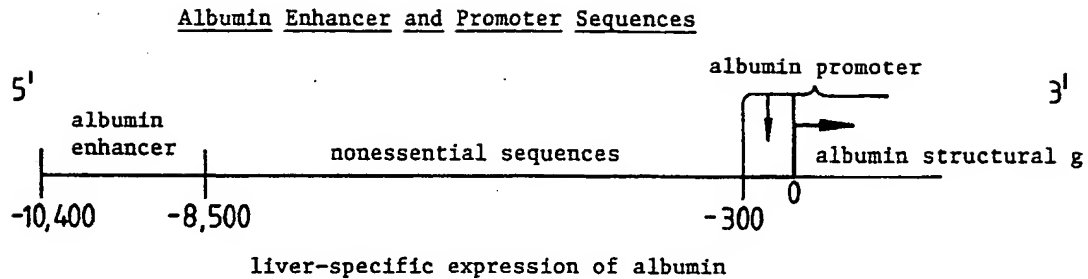 Albumin Enhancer and Promoter Sequences
albumin promoter
5' 3'
albumin
enhancer nonessential sequences albumin structural g
-10,400 -8,500 -300 0
liver-specific expression of albumin